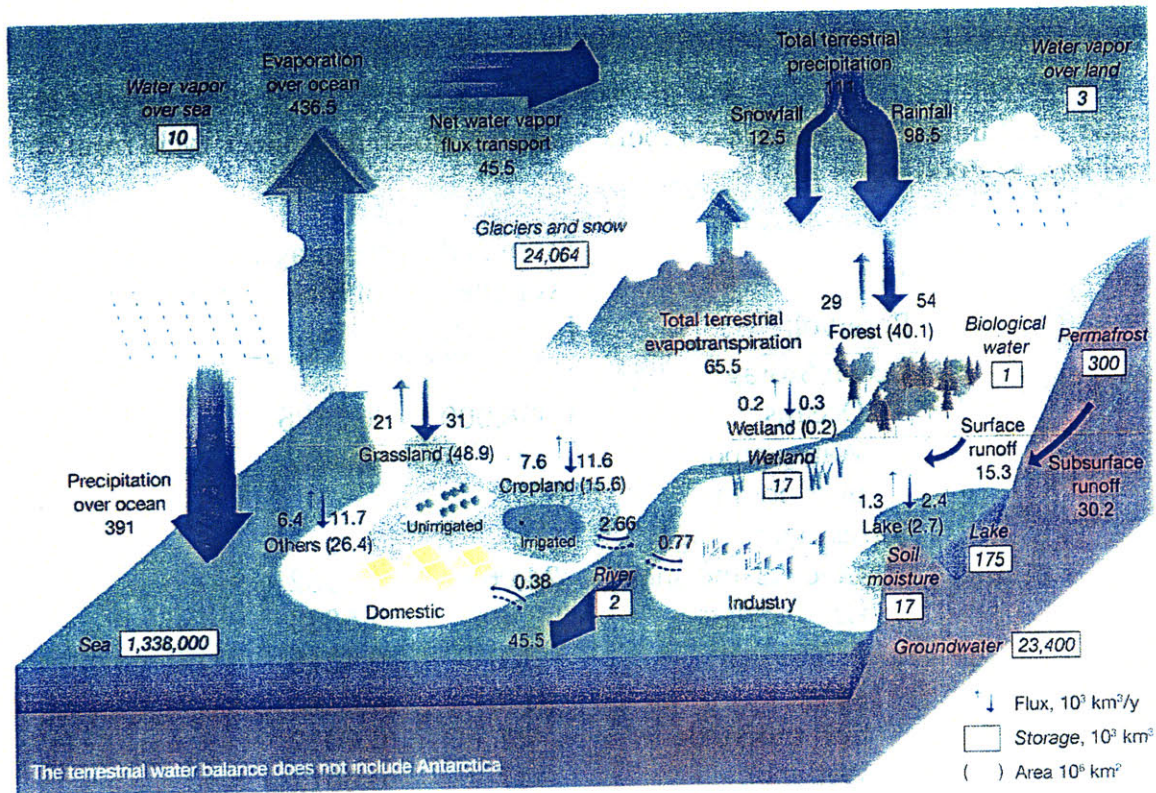 Water vapor
over sea
10
Evaporation
over ocean
436.5
Net water vapor
flux transport
45.5
Total terrestrial
precipitation
111
Snowfall
12.5
Rainfall
98.5
Water vapor
over land
3
Glaciers and snow
24,064
Total terrestrial
evapotranspiration
65.5
29 54
Forest (40.1)
Biological
water
1
Permafrost
300
0.2 0.3
Wetland (0.2)
Wetland
17
Surface
runoff
15.3
Subsurface
runoff
30.2
21 31
Grassland (48.9)
7.6 11.6
Cropland (15.6)
Precipitation
over ocean
391
6.4 11.7
Others (26.4)
Unirrigated
Irrigated
2.66
0.77
1.3 2.4
Lake (2.7)
Lake
175
Soil
moisture
17
0.38
River
2
Domestic
Industry
45.5
Sea 1,338,000
Groundwater 23,400
Flux, 10³ km³/y
Storage, 10³ km³
( ) Area 10⁶ km²
The terrestrial water balance does not include Antarctica